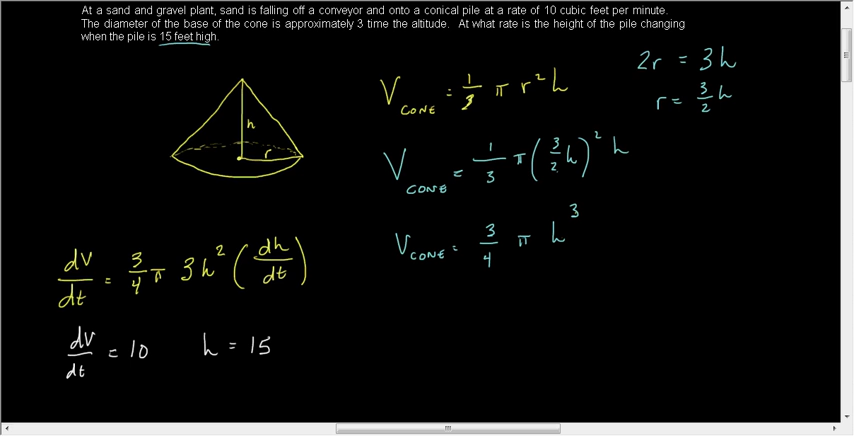 At a sand and gravel plant, sand is falling off a conveyor and onto a conical pile at a rate of 10 cubic feet per minute.
The diameter of the base of the cone is approximately 3 time the altitude. At what rate is the height of the pile changing
when the pile is 15 feet high.
2r = 3h
r = 3/2 h
V CONE = 1/3 π r² h
h
r
V CONE = 1/3 π (3/2 h)² h
V CONE = 3/4 π h³
dV/dt = 3/4 π 3h² (dh/dt)
dV/dt = 10 h = 15